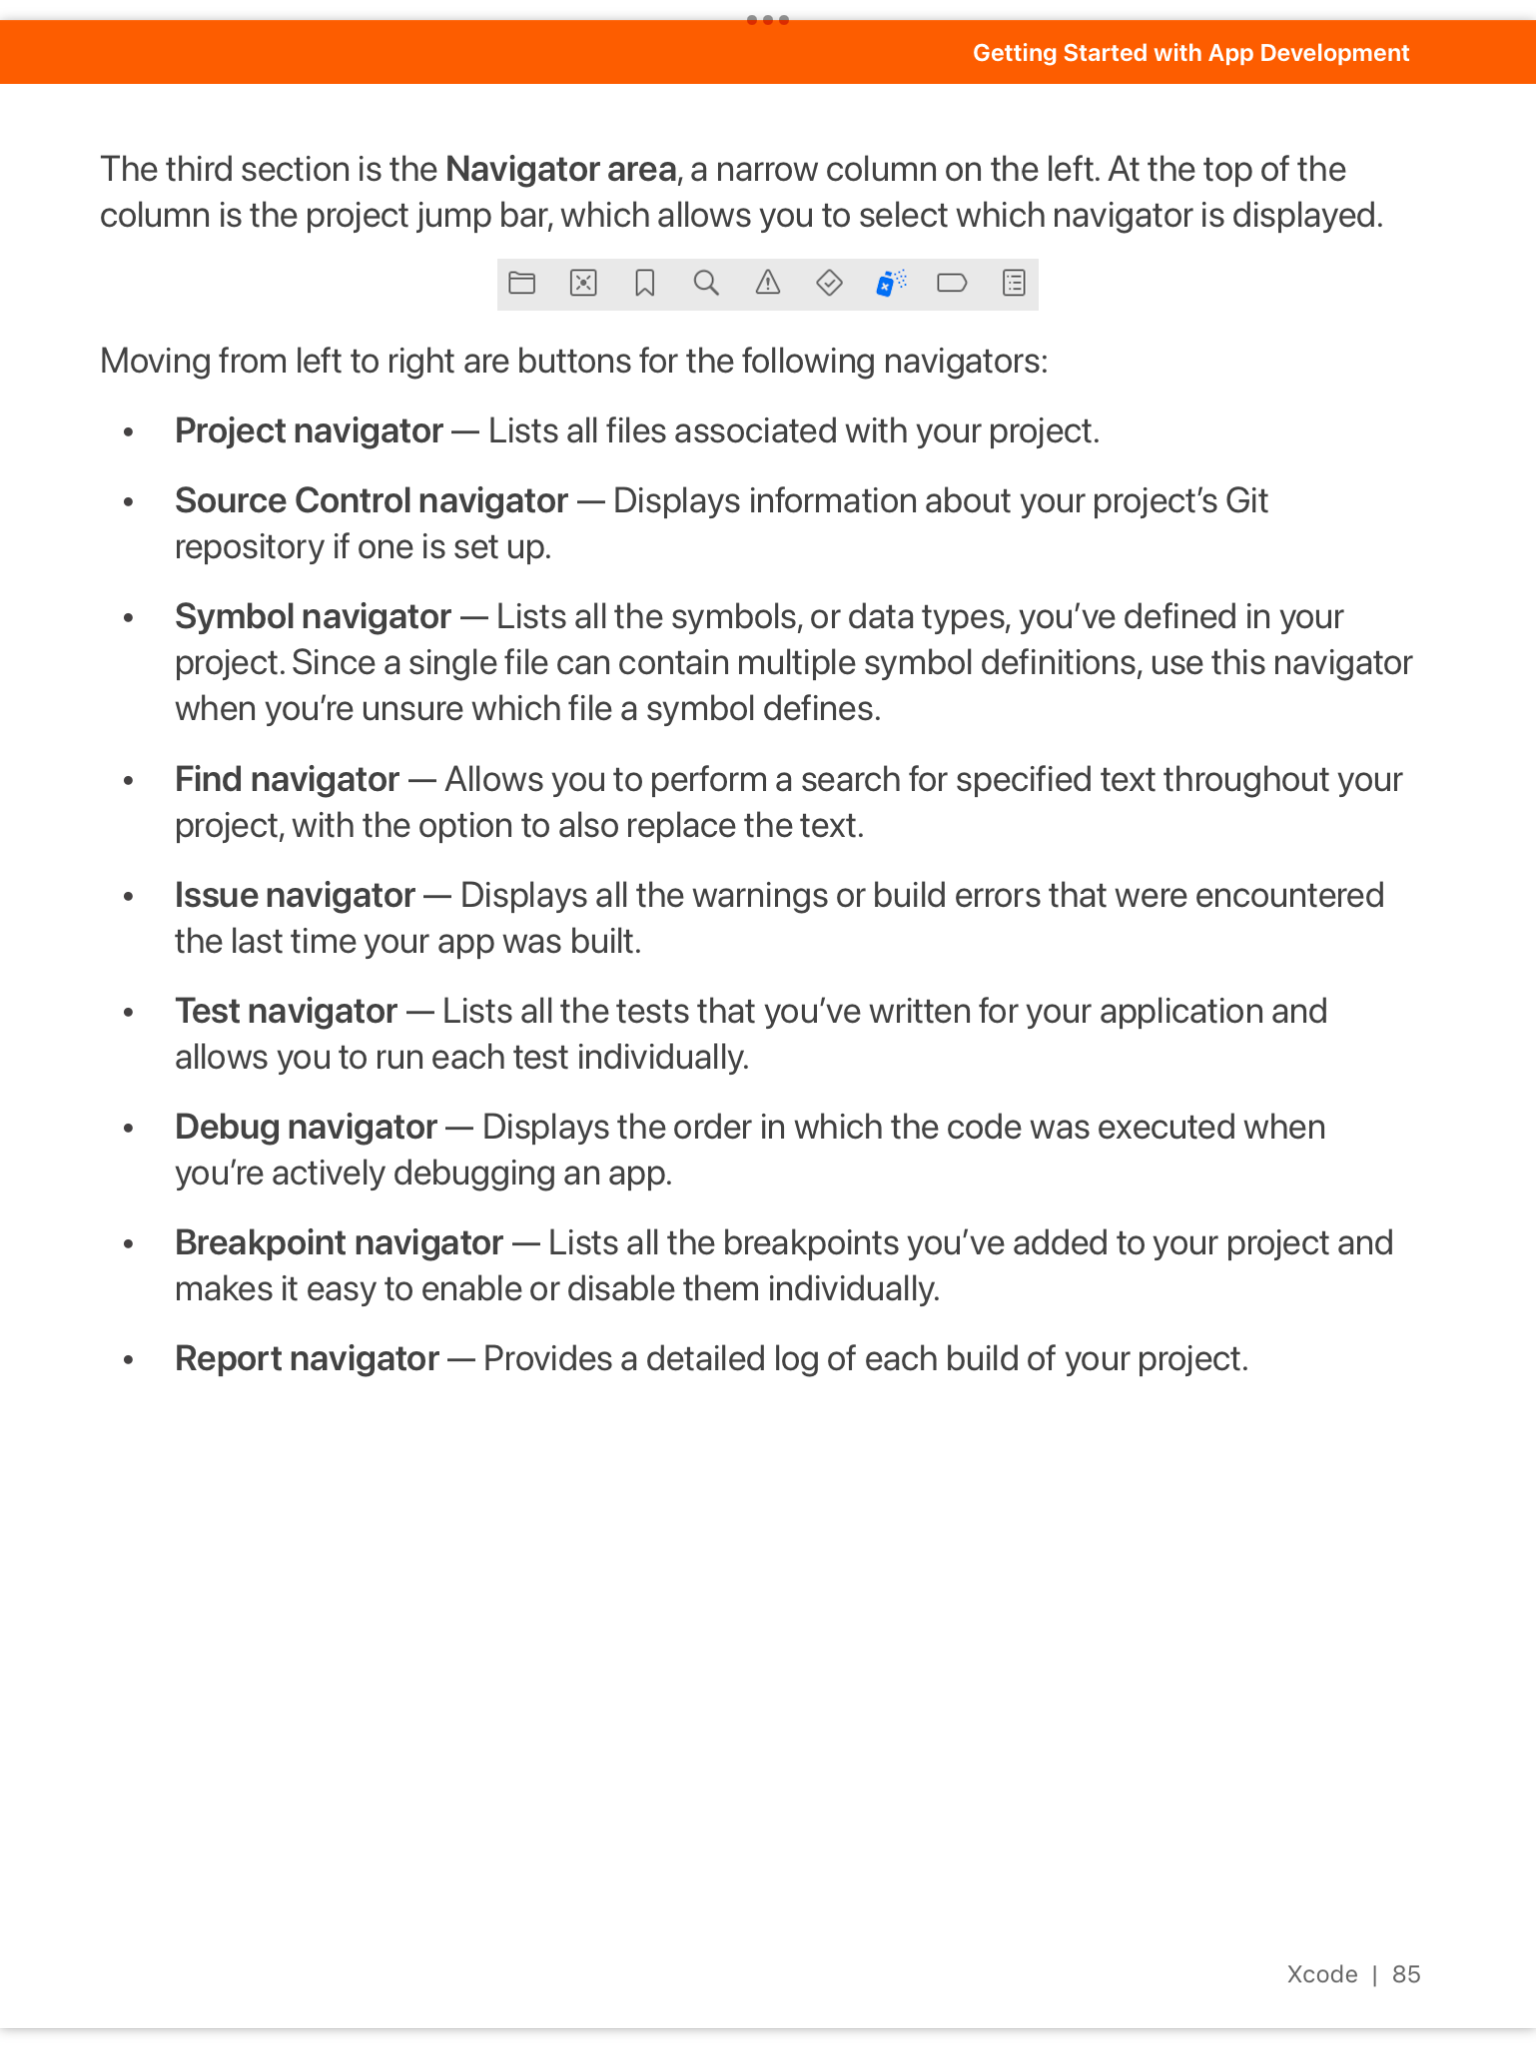 Getting Started with App Development
The third section is the Navigator area, a narrow column on the left. At the top of the
column is the project jump bar, which allows you to select which navigator is displayed.
Moving from left to right are buttons for the following navigators:
• Project navigator — Lists all files associated with your project.
• Source Control navigator — Displays information about your project’s Git
repository if one is set up.
• Symbol navigator — Lists all the symbols, or data types, you’ve defined in your
project. Since a single file can contain multiple symbol definitions, use this navigator
when you’re unsure which file a symbol defines.
• Find navigator — Allows you to perform a search for specified text throughout your
project, with the option to also replace the text.
• Issue navigator — Displays all the warnings or build errors that were encountered
the last time your app was built.
• Test navigator — Lists all the tests that you’ve written for your application and
allows you to run each test individually.
• Debug navigator — Displays the order in which the code was executed when
you’re actively debugging an app.
• Breakpoint navigator — Lists all the breakpoints you’ve added to your project and
makes it easy to enable or disable them individually.
• Report navigator — Provides a detailed log of each build of your project.
Xcode | 85